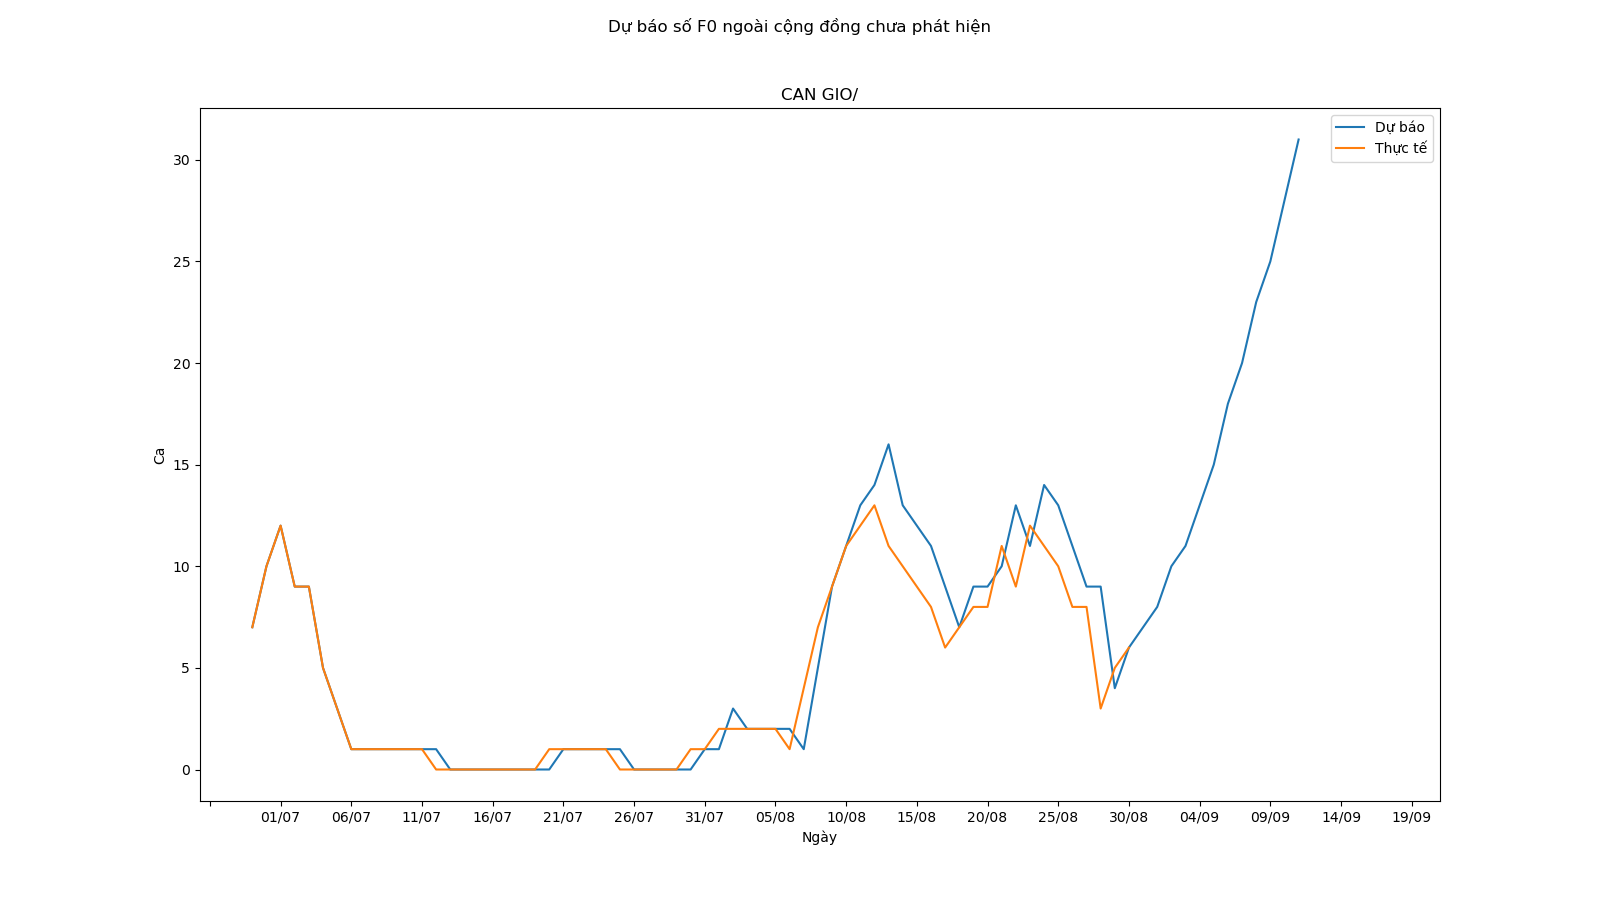 Dự báo số F0 ngoài cộng đồng chưa phát hiện
CAN GIO/
Dự báo
Thực tế
30
25
20
15
10
5
0
Ca
01/07 06/07 11/07 16/07 21/07 26/07 31/07 05/08 10/08 15/08 20/08 25/08 30/08 04/09 09/09 14/09 19/09
Ngày